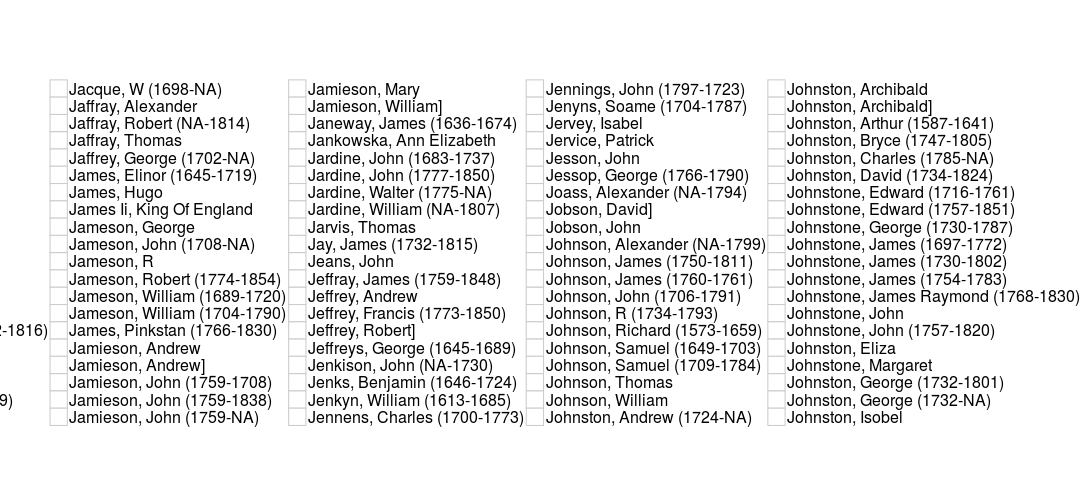 Jacque, W (1698-NA)
Jaffray, Alexander
Jaffray, Robert (NA-1814)
Jaffray, Thomas
Jaffrey, George (1702-NA)
James, Elinor (1645-1719)
James, Hugo
James Ii, King Of England
Jameson, George
Jameson, John (1708-NA)
Jameson, R
Jameson, Robert (1774-1854)
Jameson, William (1689-1720)
Jameson, William (1704-1790)
-1816) James, Pinkstan (1766-1830)
Jamieson, Andrew
Jamieson, Andrew]
Jamieson, John (1759-1708)
9) Jamieson, John (1759-1838)
Jamieson, John (1759-NA)
Jamieson, Mary
Jamieson, William]
Janeway, James (1636-1674)
Jankowska, Ann Elizabeth
Jardine, John (1683-1737)
Jardine, John (1777-1850)
Jardine, Walter (1775-NA)
Jardine, William (NA-1807)
Jarvis, Thomas
Jay, James (1732-1815)
Jeans, John
Jeffray, James (1759-1848)
Jeffrey, Andrew
Jeffrey, Francis (1773-1850)
Jeffrey, Robert]
Jeffreys, George (1645-1689)
Jenkison, John (NA-1730)
Jenks, Benjamin (1646-1724)
Jenkyn, William (1613-1685)
Jennens, Charles (1700-1773)
Jennings, John (1797-1723)
Jenyns, Soame (1704-1787)
Jervey, Isabel
Jervice, Patrick
Jesson, John
Jessop, George (1766-1790)
Joass, Alexander (NA-1794)
Jobson, David]
Jobson, John
Johnson, Alexander (NA-1799)
Johnson, James (1750-1811)
Johnson, James (1760-1761)
Johnson, John (1706-1791)
Johnson, R (1734-1793)
Johnson, Richard (1573-1659)
Johnson, Samuel (1649-1703)
Johnson, Samuel (1709-1784)
Johnson, Thomas
Johnson, William
Johnston, Andrew (1724-NA)
Johnston, Archibald
Johnston, Archibald]
Johnston, Arthur (1587-1641)
Johnston, Bryce (1747-1805)
Johnston, Charles (1785-NA)
Johnston, David (1734-1824)
Johnstone, Edward (1716-1761)
Johnstone, Edward (1757-1851)
Johnstone, George (1730-1787)
Johnstone, James (1697-1772)
Johnstone, James (1730-1802)
Johnstone, James (1754-1783)
Johnstone, James Raymond (1768-1830)
Johnstone, John
Johnstone, John (1757-1820)
Johnston, Eliza
Johnstone, Margaret
Johnston, George (1732-1801)
Johnston, George (1732-NA)
Johnston, Isobel